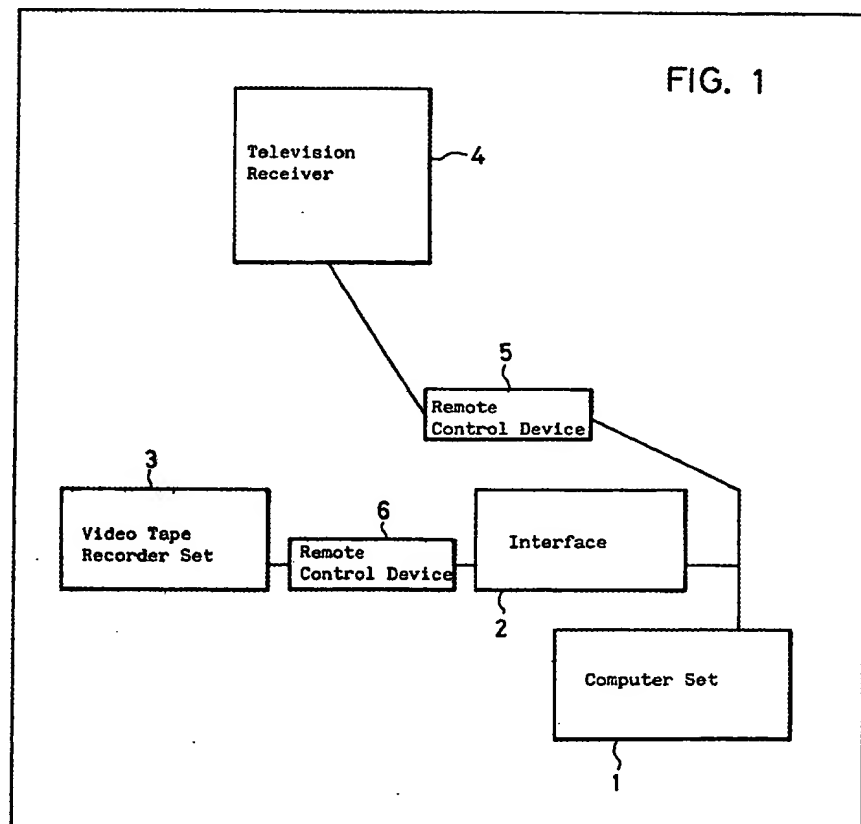 FIG. 1
Television
Receiver
4
5
Remote
Control Device
3
Video Tape
Recorder Set
6
Remote
Control Device
Interface
2
Computer Set
1